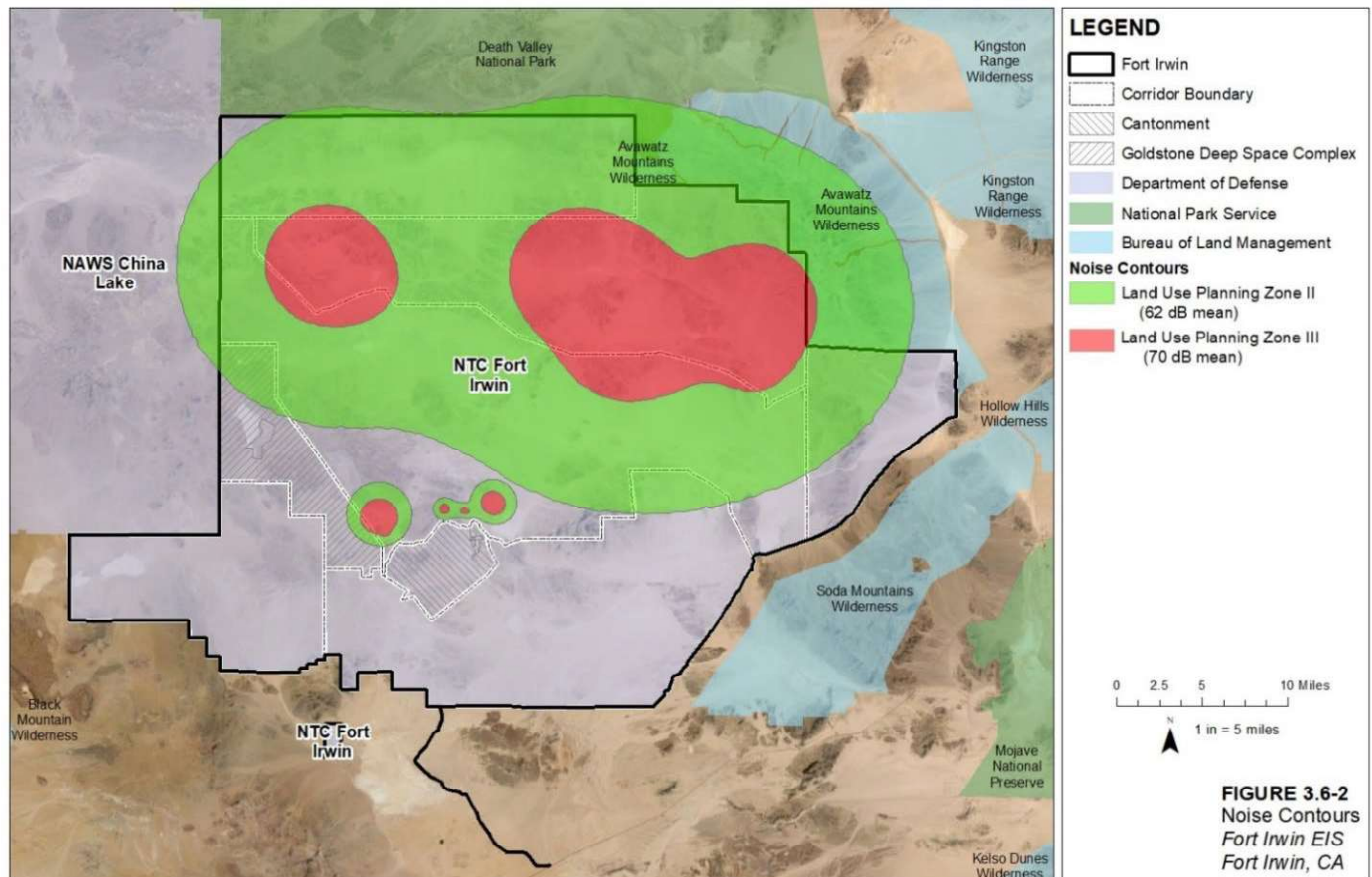 Death Valley
National Park
Kingston
Range
Wilderness
Avawatz
Mountains
Wilderness
Kingston
Range
Wilderness
Avawatz
Mountains
Wilderness
NAWS China
Lake
NTC Fort
Irwin
Hollow Hills
Wilderness
Soda Mountains
Wilderness
Black
Mountain
Wilderness
NTC Fort
Irwin
Mojave
National
Preserve
Kelso Dunes
Wilderness
LEGEND
Fort Irwin
Corridor Boundary
Cantonment
Goldstone Deep Space Complex
Department of Defense
National Park Service
Bureau of Land Management
Noise Contours
Land Use Planning Zone II
(62 dB mean)
Land Use Planning Zone III
(70 dB mean)
0 2.5 5 10 Miles
N
1 in = 5 miles
FIGURE 3.6-2
Noise Contours
Fort Irwin EIS
Fort Irwin, CA